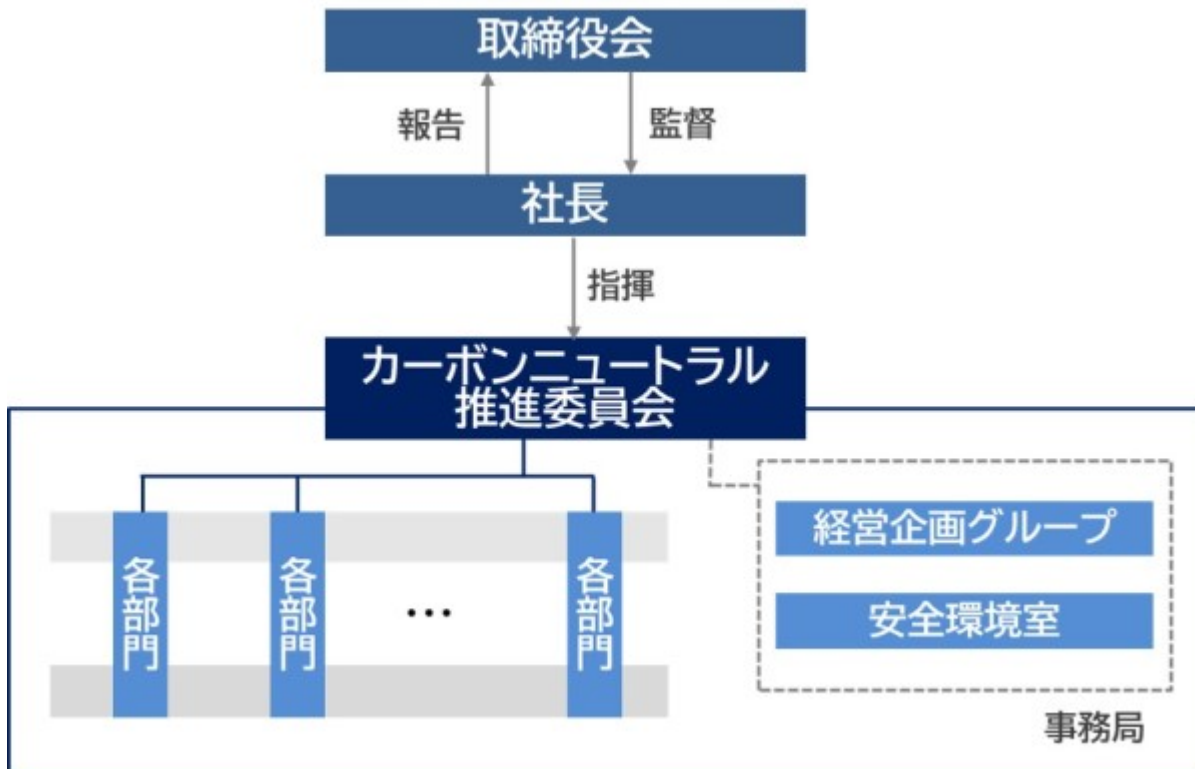 取締役会
報告
監督
社長
指揮
カーボンニュートラル
推進委員会
各部門
各部門
…
各部門
経営企画グループ
安全環境室
事務局